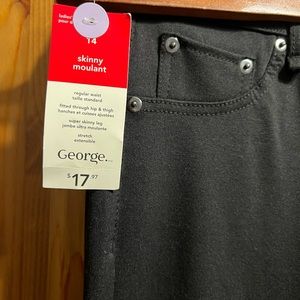 ladies'
14
skinny
moulant
regular waist
taille standard
fitted through hip & thigh
hanches et cuisses ajustées
super skinny leg
jambe ultra moulante
stretch
extensible
George
$17.97